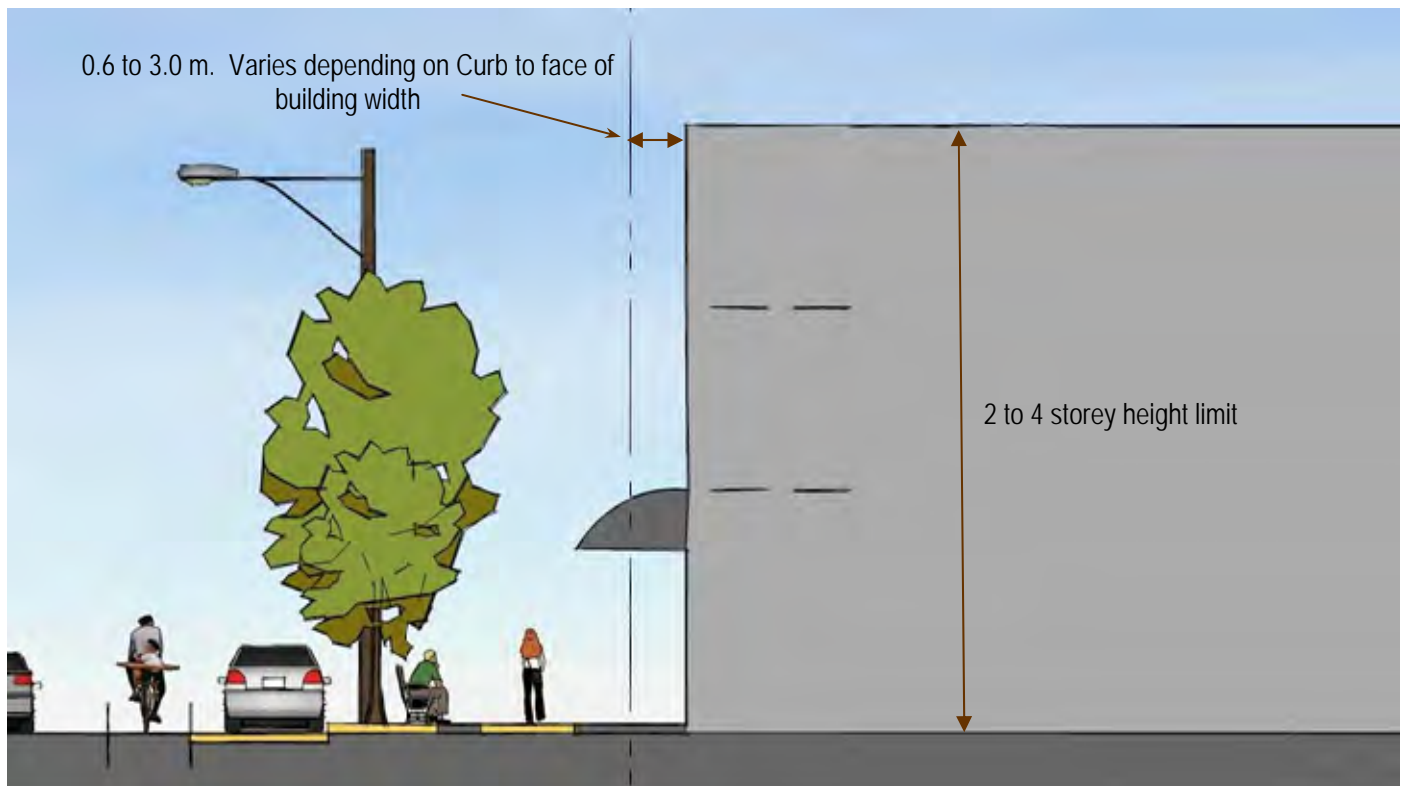 0.6 to 3.0 m.  Varies depending on Curb to face of
building width
2 to 4 storey height limit